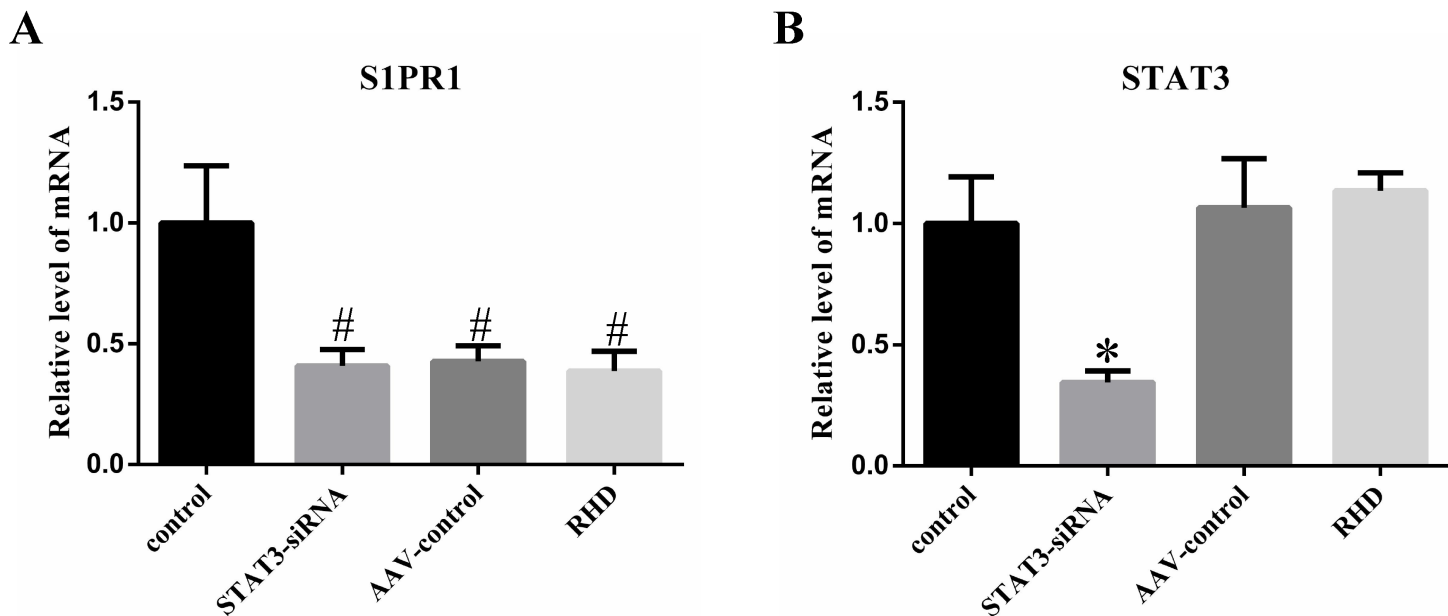 A
S1PR1
Relative level of mRNA
1.5
1.0
0.5
0.0
#
#
#
control
STAT3-siRNA
AAV-control
RHD
B
STAT3
Relative level of mRNA
1.5
1.0
0.5
0.0
*
control
STAT3-siRNA
AAV-control
RHD